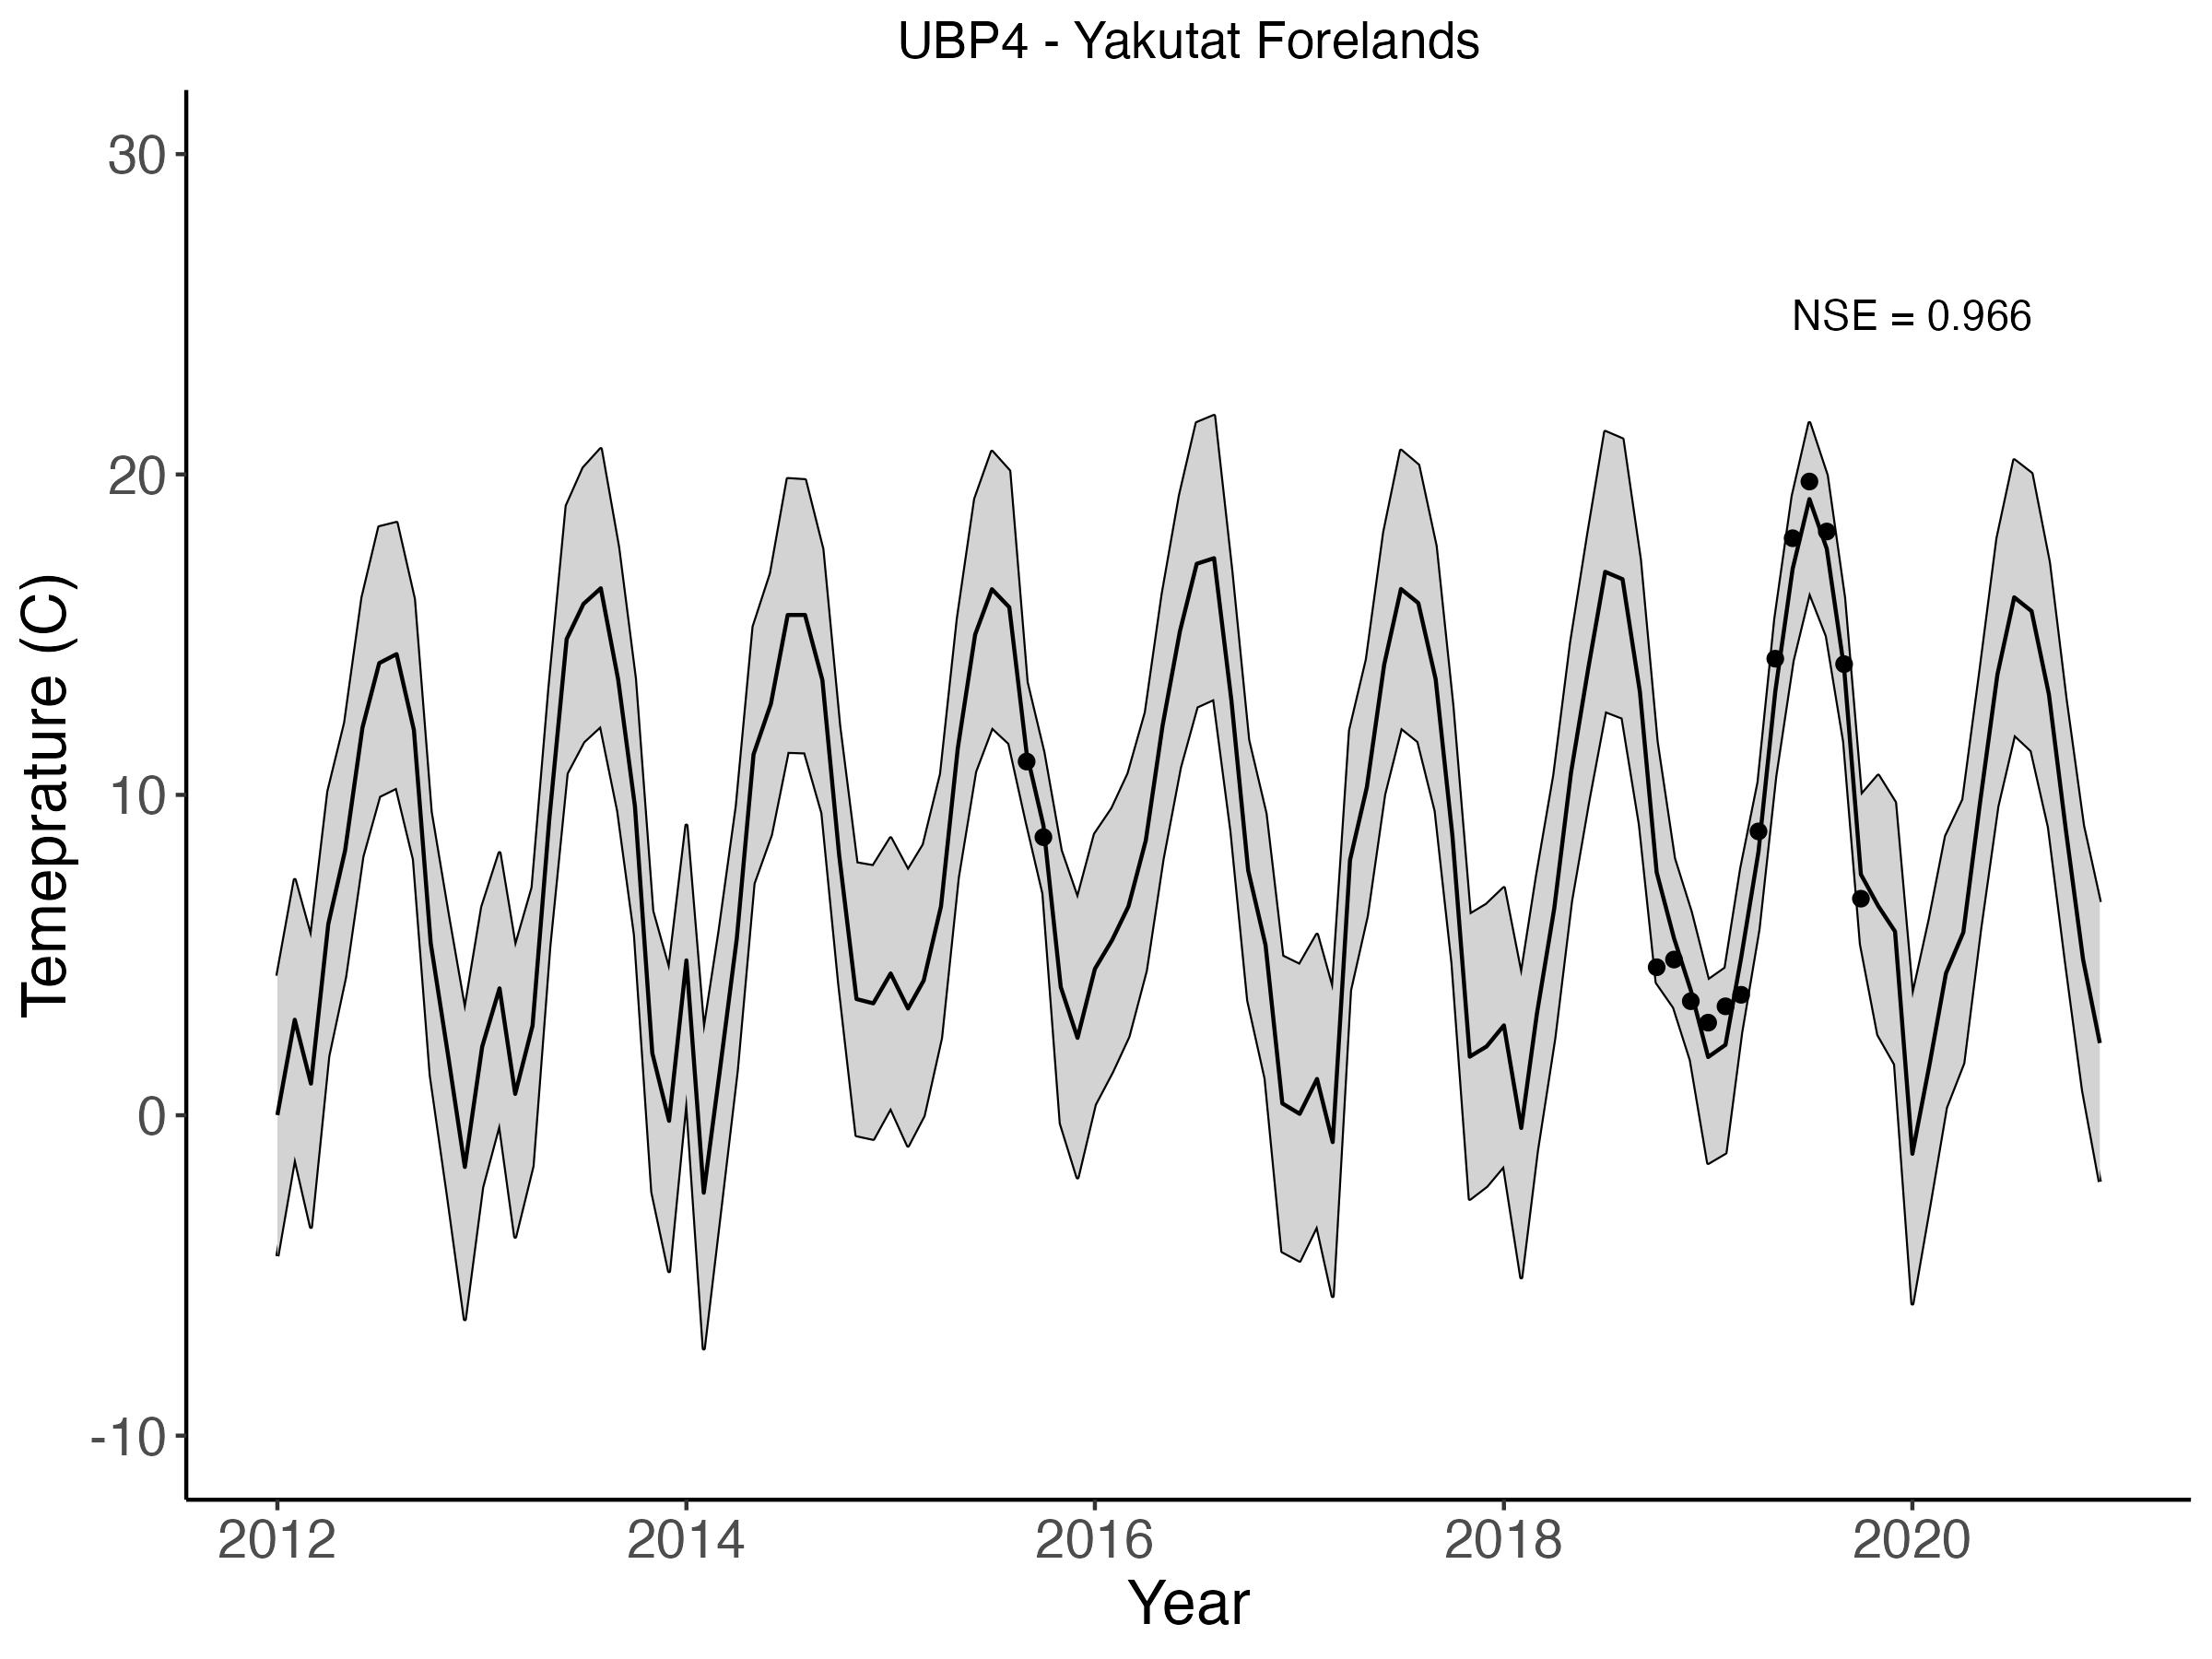 UBP4 - Yakutat Forelands
30
20
10
0
-10
Temeprature (C)
NSE = 0.966
2012 2014 2016 2018 2020
Year